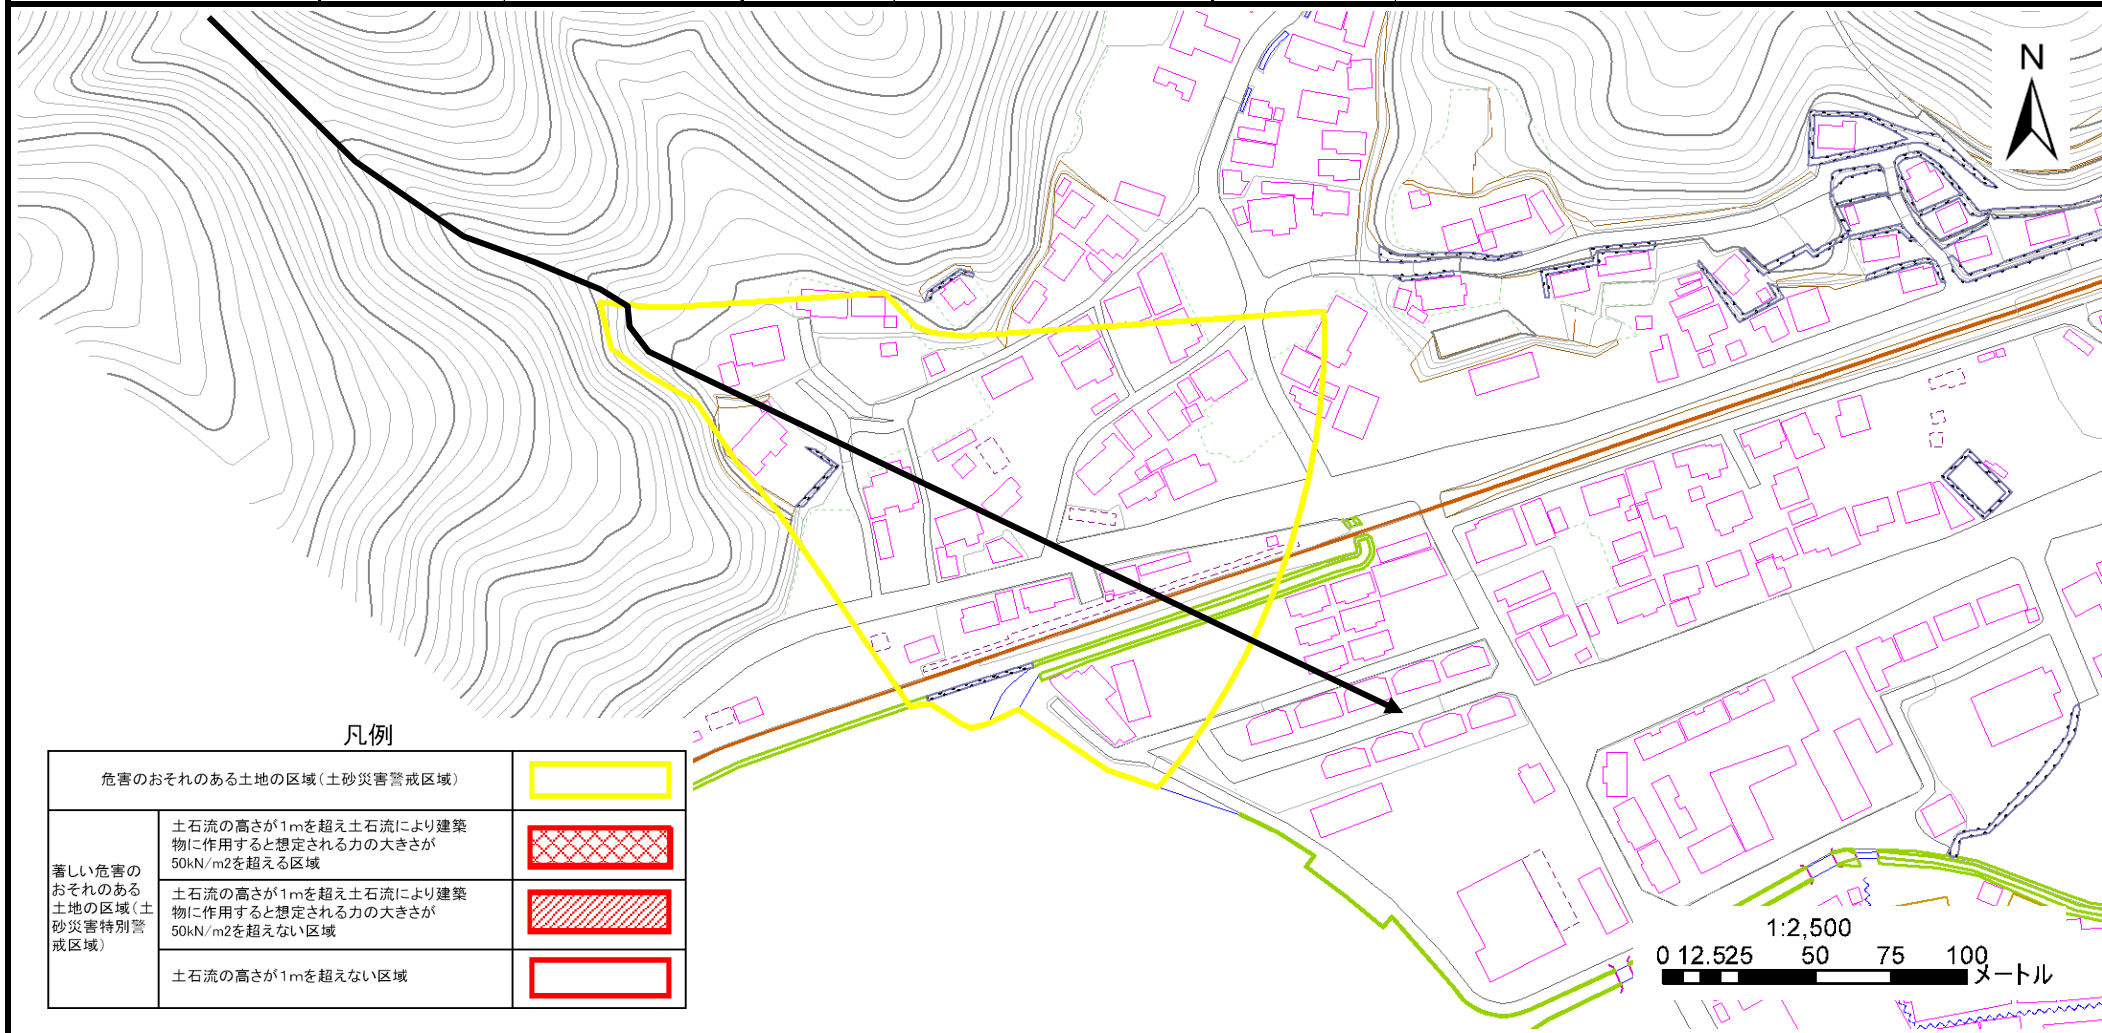 N
凡例
危害のおそれのある土地の区域(土砂災害警戒区域)
著しい危害の
おそれのある
土地の区域(土
砂災害特別警
戒区域)
土石流の高さが1mを超え土石流により建築
物に作用すると想定される力の大きさが
50kN/m2を超える区域
土石流の高さが1mを超え土石流により建築
物に作用すると想定される力の大きさが
50kN/m2を超えない区域
土石流の高さが1mを超えない区域
1:2,500
0 12.525 50 75 100
メートル